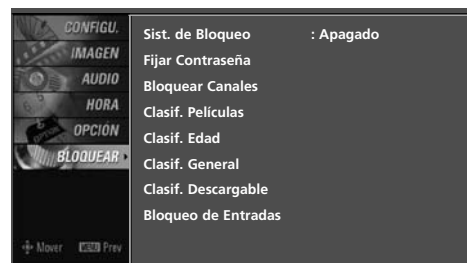 CONFIGU.
IMAGEN
AUDIO
HORA
OPCIÓN
BLOQUEAR
Sist. de Bloqueo : Apagado
Fijar Contraseña
Bloquear Canales
Clasif. Películas
Clasif. Edad
Clasif. General
Clasif. Descargable
Bloqueo de Entradas
Mover MENU Prev